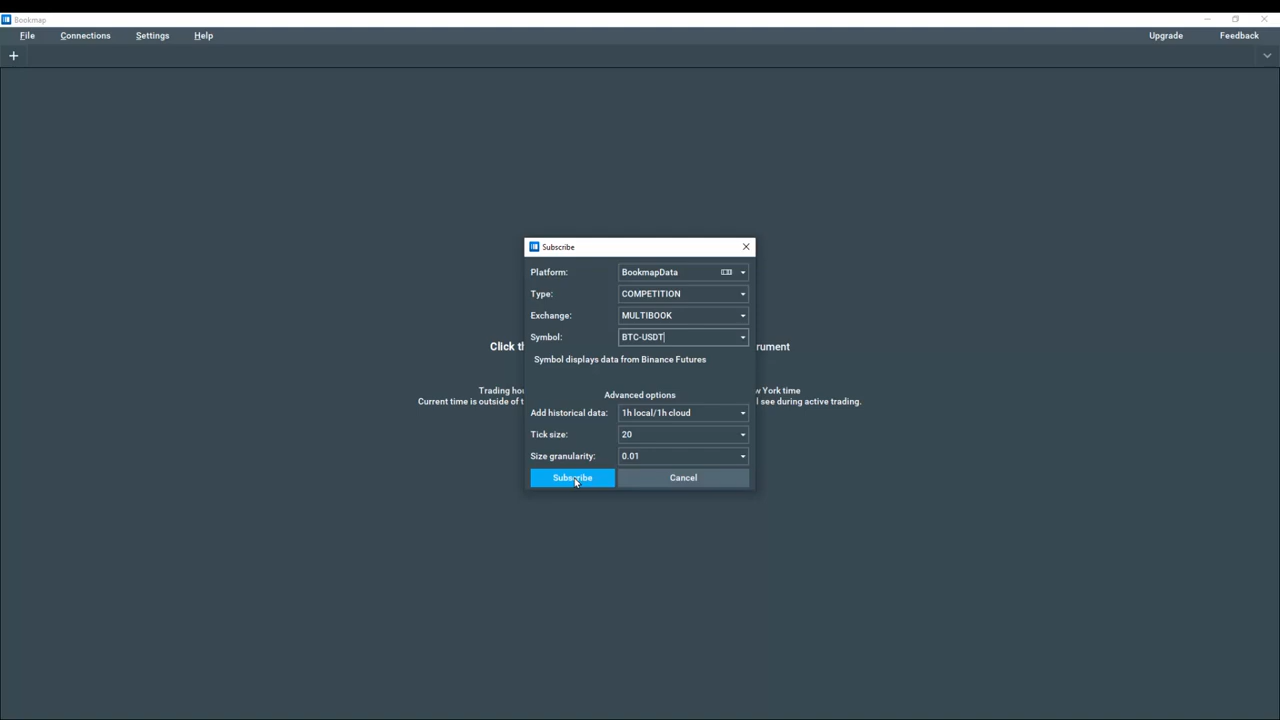 Bookmap
File Connections Settings Help Upgrade Feedback
+
Subscribe
Platform: BookmapData
Type: COMPETITION
Exchange: MULTIBOOK
Symbol: BTC-USDT
Click th rument
Symbol displays data from Binance Futures
Trading hou w York time
Advanced options
Current time is outside of t l see during active trading.
Add historical data: 1h local/1h cloud
Tick size: 20
Size granularity: 0.01
Subscribe Cancel